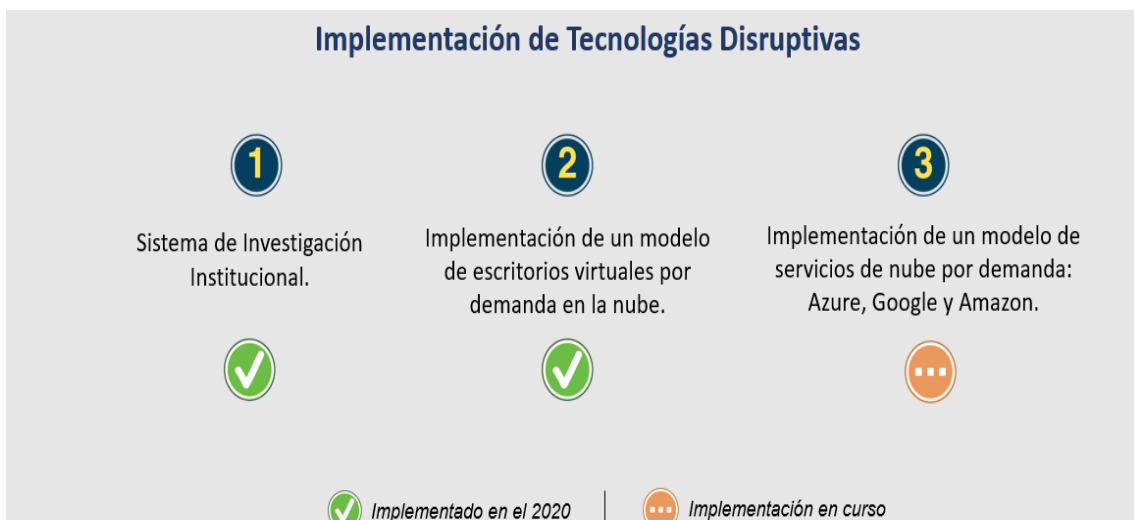 Implementación de Tecnologías Disruptivas
1
2
3
Sistema de Investigación
Institucional.
Implementación de un modelo
de escritorios virtuales por
demanda en la nube.
Implementación de un modelo de
servicios de nube por demanda:
Azure, Google y Amazon.
Implementado en el 2020
Implementación en curso